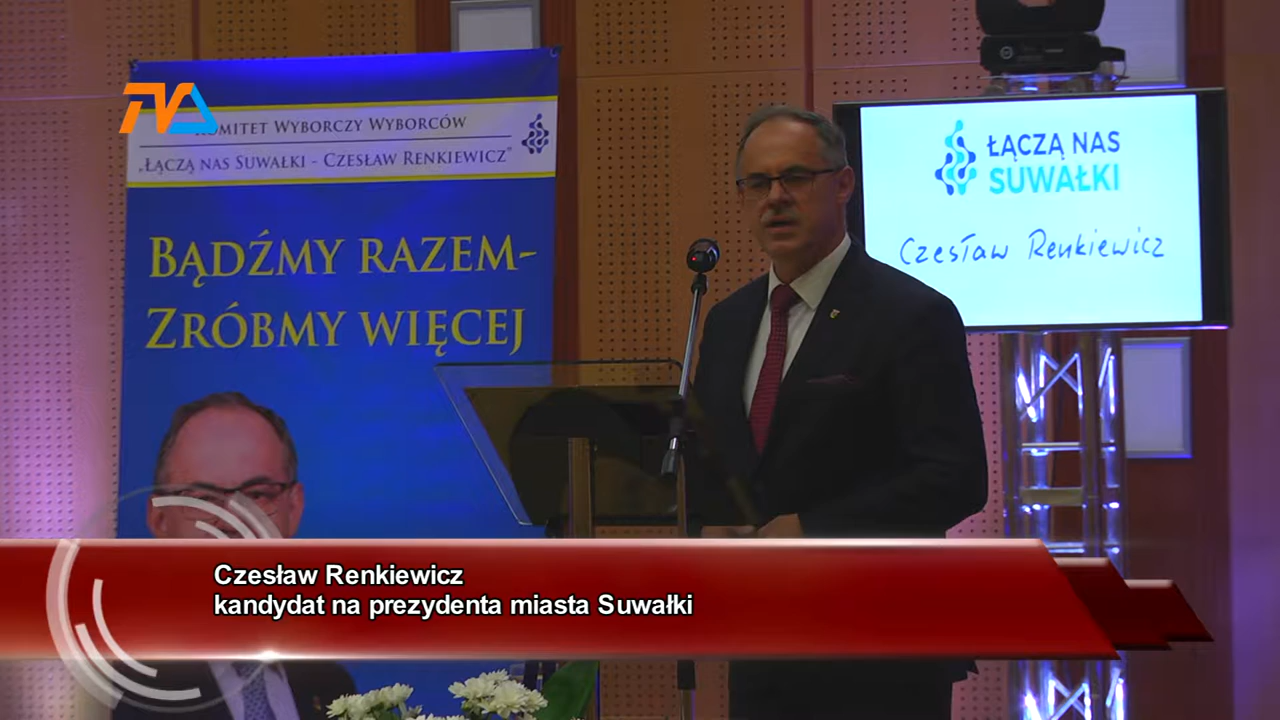 TVA
KOMITET WYBORCZY WYBORCÓW
„ŁĄCZĄ NAS SUWAŁKI - CZESŁAW RENKIEWICZ”
BĄDŹMY RAZEM-
ZRÓBMY WIĘCEJ
ŁĄCZĄ NAS
SUWAŁKI
Czesław Renkiewicz
Czesław Renkiewicz
kandydat na prezydenta miasta Suwałki